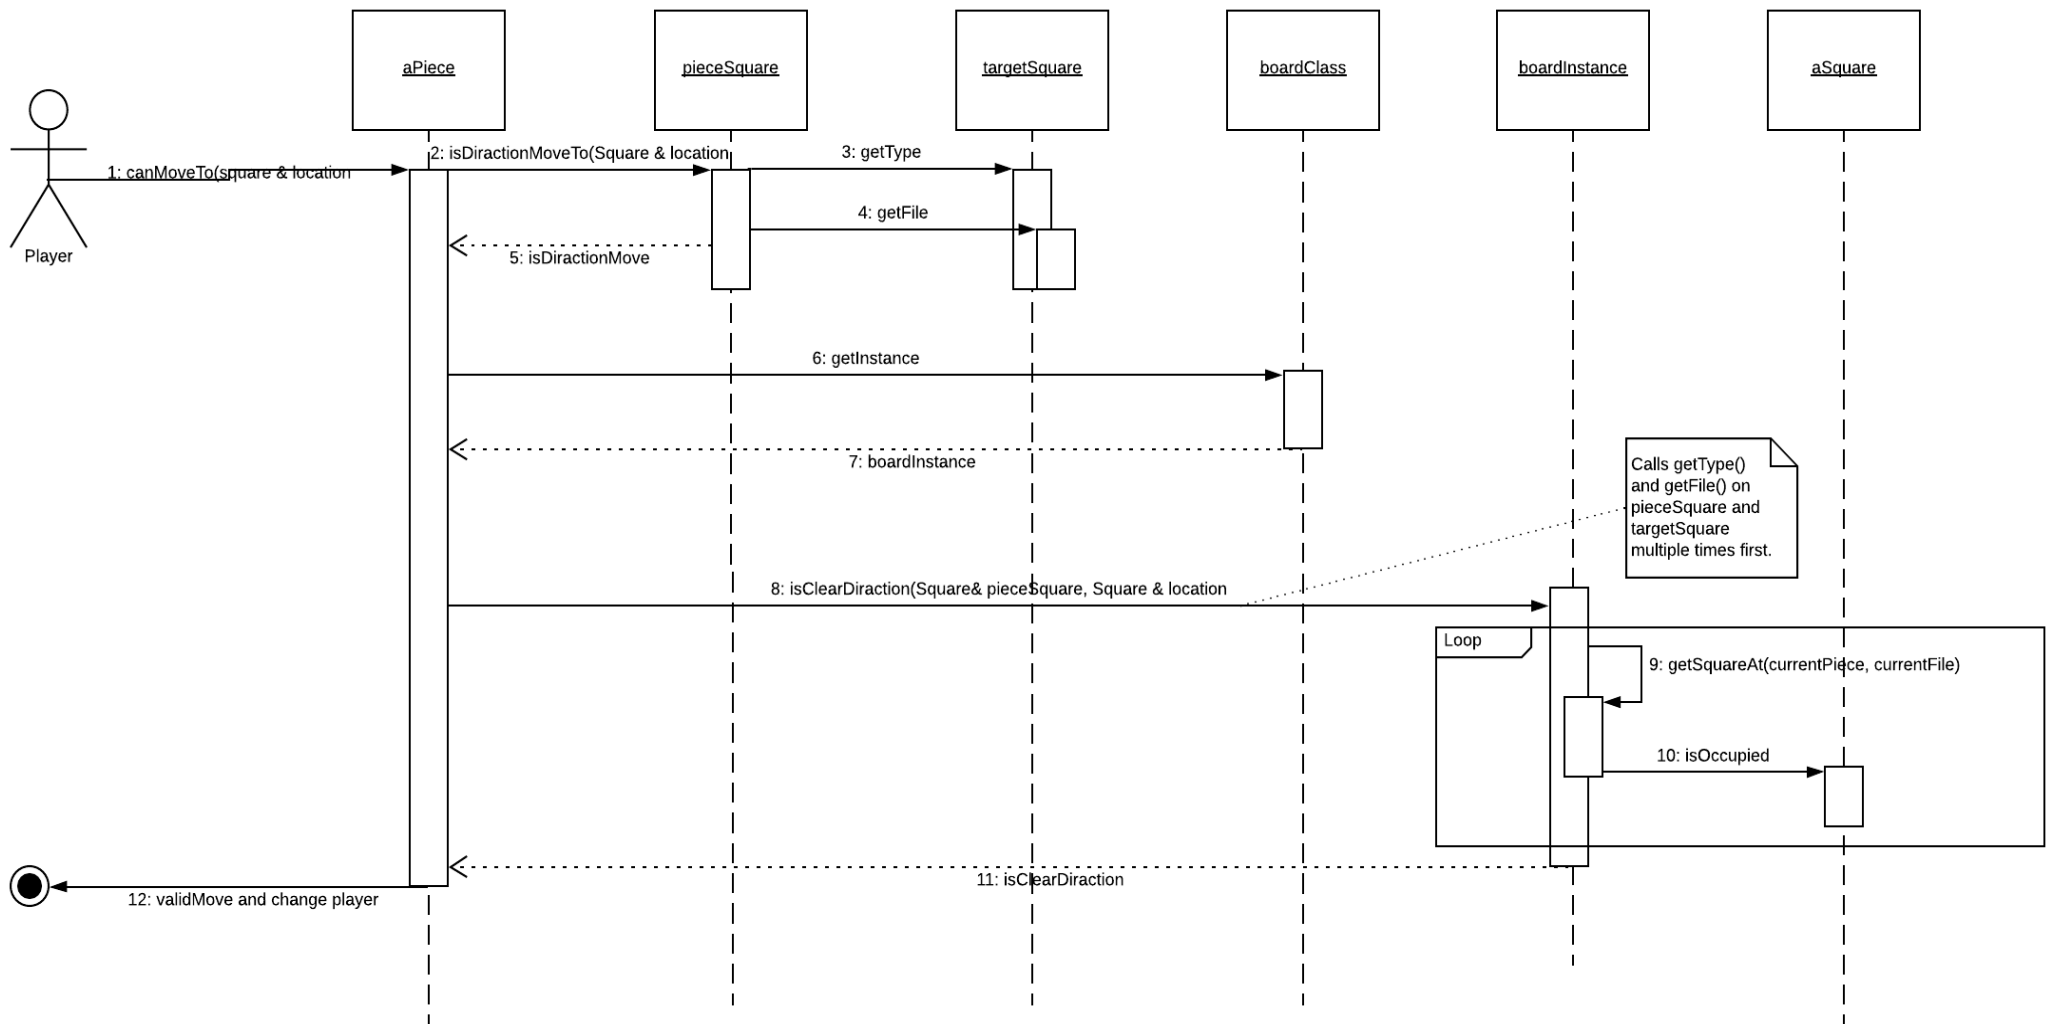 aPiece
pieceSquare
targetSquare
boardClass
boardInstance
aSquare
Player
1: canMoveTo(square & location
2: isDiractionMoveTo(Square & location
3: getType
4: getFile
5: isDiractionMove
6: getInstance
7: boardInstance
Calls getType()
and getFile() on
pieceSquare and
targetSquare
multiple times first.
8: isClearDiraction(Square& pieceSquare, Square & location
Loop
9: getSquareAt(currentPiece, currentFile)
10: isOccupied
11: isClearDiraction
12: validMove and change player